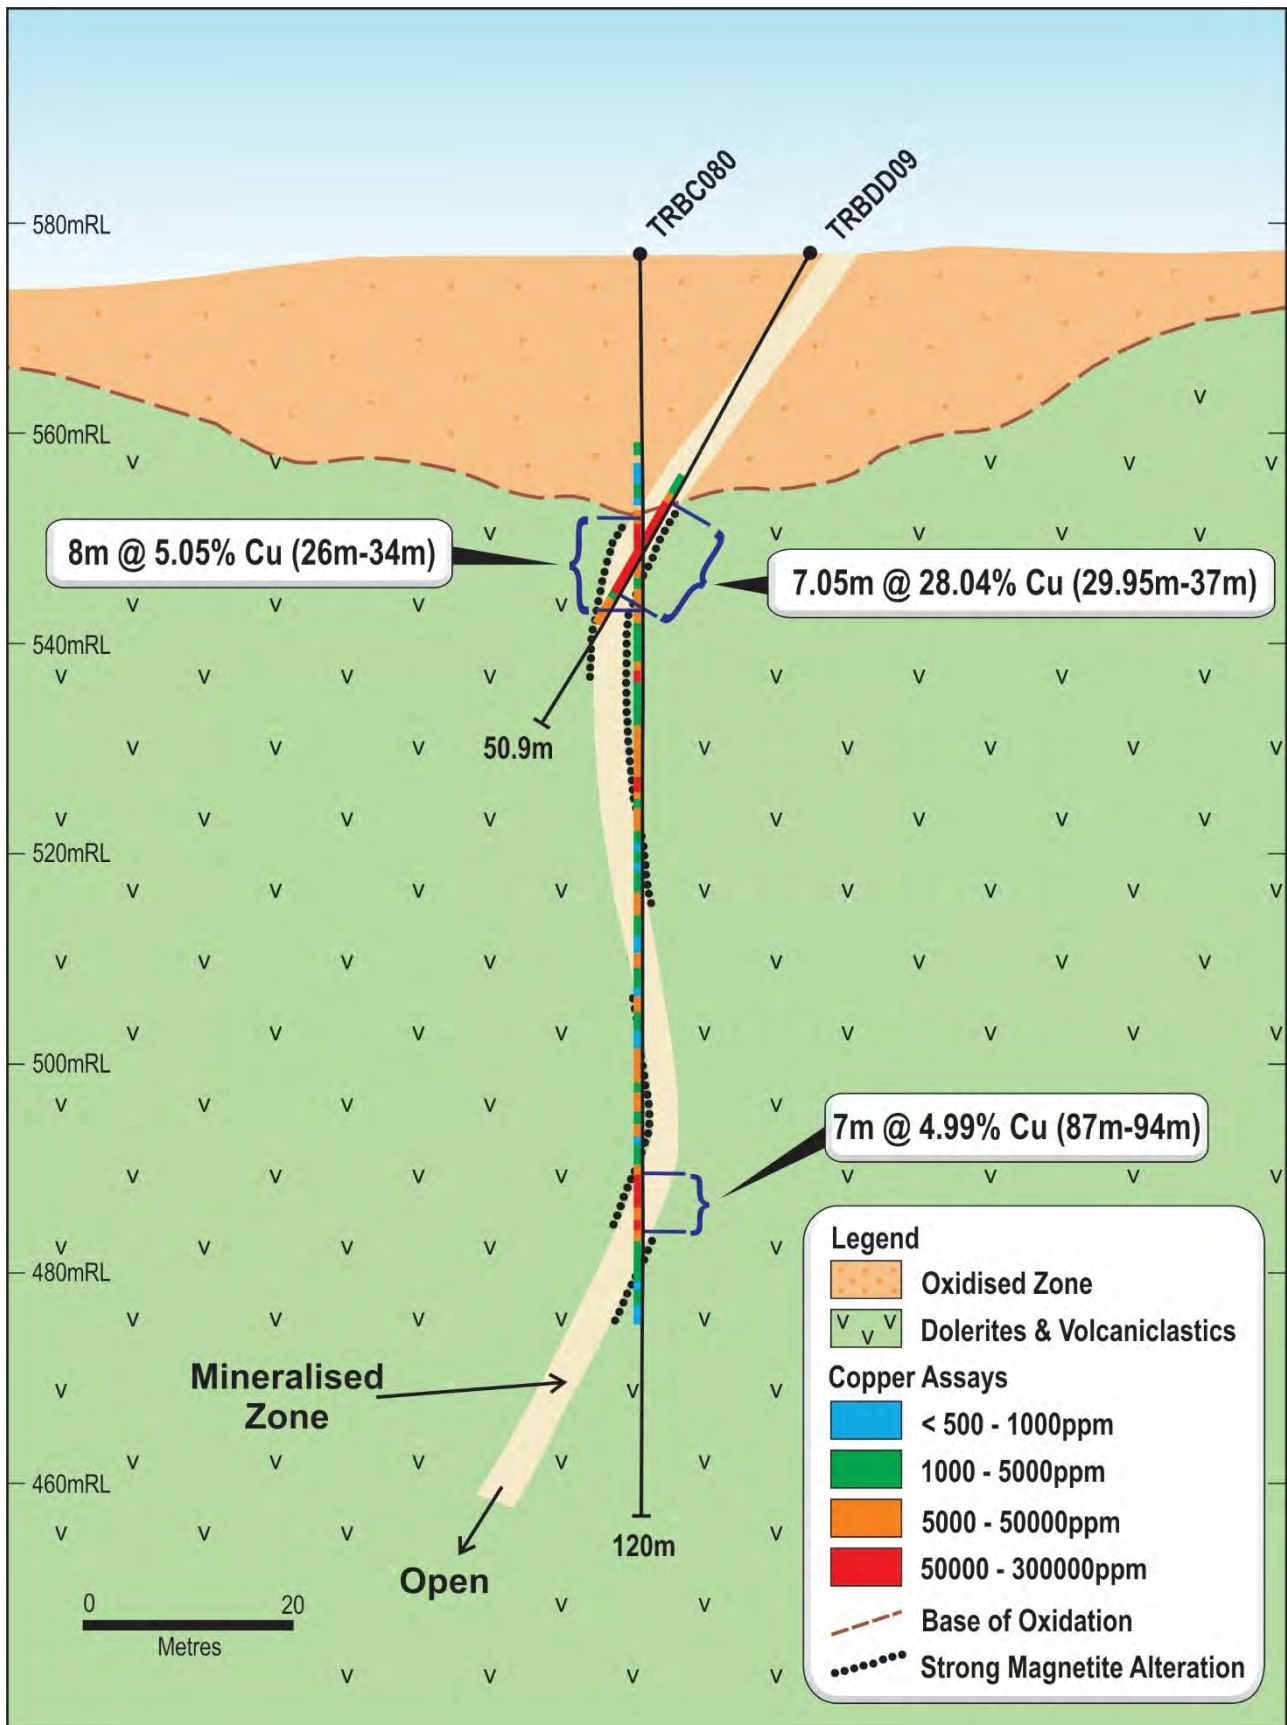 TRBC080
TRBDD09
580mRL
560mRL
8m @ 5.05% Cu (26m-34m)
7.05m @ 28.04% Cu (29.95m-37m)
540mRL
50.9m
520mRL
500mRL
7m @ 4.99% Cu (87m-94m)
480mRL
Mineralised
Zone
460mRL
120m
Open
0 20
Metres
Legend
Oxidised Zone
Dolerites & Volcaniclastics
Copper Assays
< 500 - 1000ppm
1000 - 5000ppm
5000 - 50000ppm
50000 - 300000ppm
Base of Oxidation
Strong Magnetite Alteration